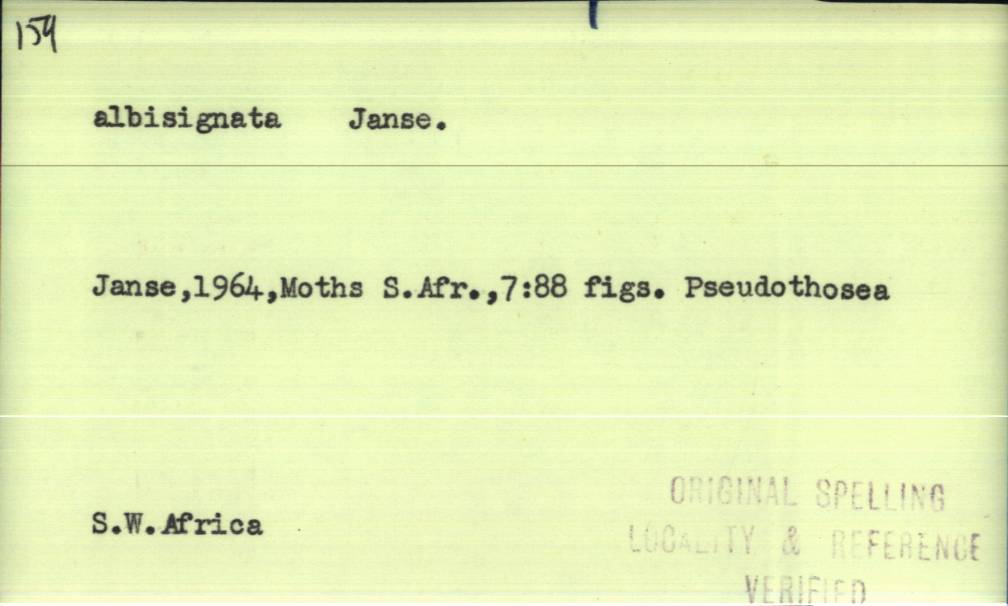 159
albisignata Janse.
Janse,1964,Moths S.Afr.,7:88 figs. Pseudothosea
S.W.Africa
ORIGINAL SPELLING
LOCALITY & REFERENCE
VERIFIED